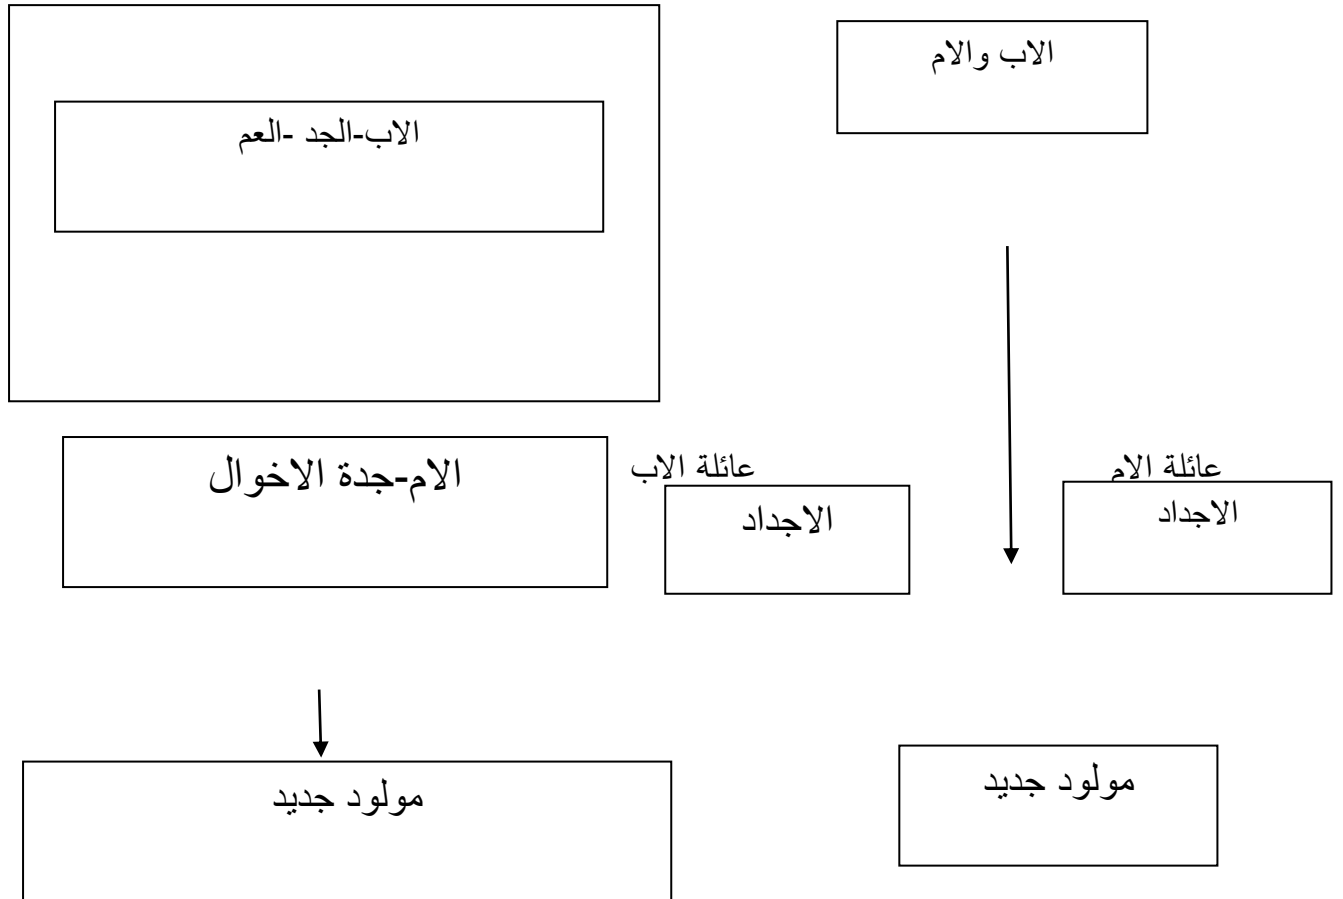 الاب والام
الاب-الجد -العم
عائلة الام
عائلة الاب
الام-جدة الاخوال
الاجداد
الاجداد
مولود جديد
مولود جديد